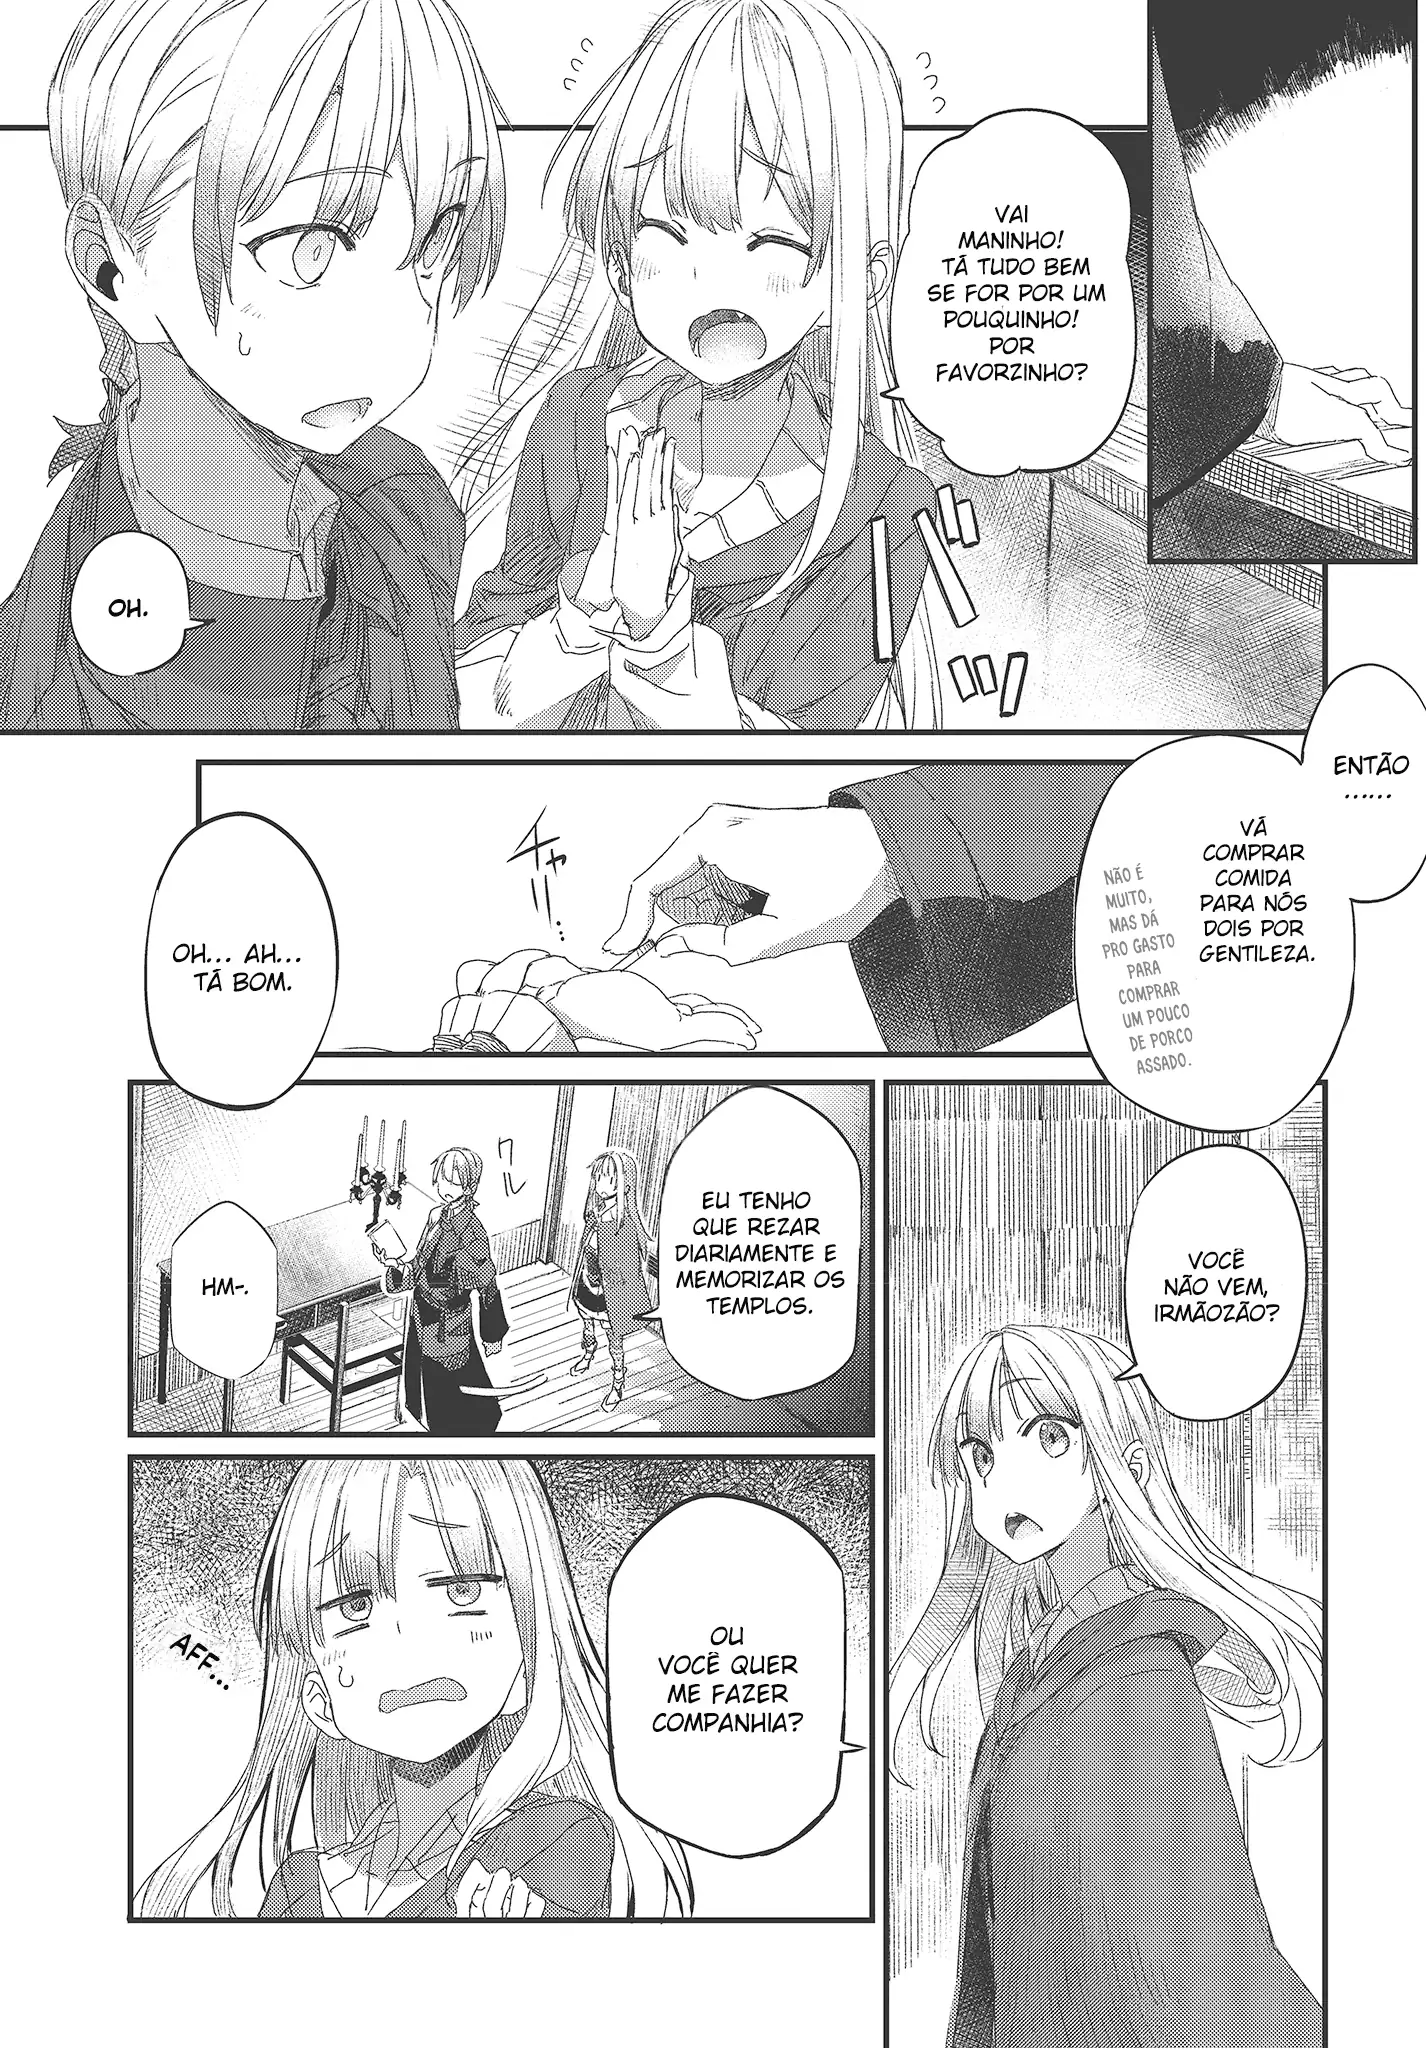 VAI
MANINHO!
TÁ TUDO BEM
SE FOR POR UM
POUQUINHO!
POR
FAVORZINHO?
OH.
ENTÃO
......
VÁ
COMPRAR
COMIDA
PARA NÓS
DOIS POR
GENTILEZA.
NÃO É
MUITO,
MAS DÁ
PRO GASTO
PARA
COMPRAR
UM POUCO
DE PORCO
ASSADO.
チャ
OH... AH...
TÁ BOM.
VOCÊ
NÃO VEM,
IRMÃOZÃO?
EU TENHO
QUE REZAR
DIARIAMENTE E
MEMORIZAR OS
TEMPLOS.
クル
HM-.
OU
VOCÊ QUER
ME FAZER
COMPANHIA?
AFF...